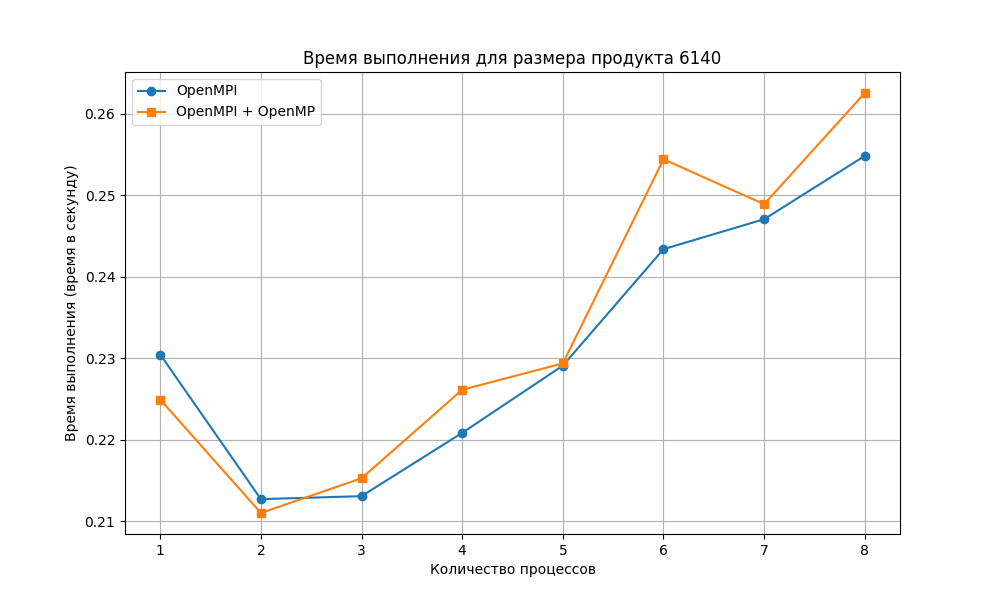 Время выполнения для размера продукта 6140
OpenMPI
OpenMPI + OpenMP
Время выполнения (время в секунду)
0.26
0.25
0.24
0.23
0.22
0.21
1 2 3 4 5 6 7 8
Количество процессов